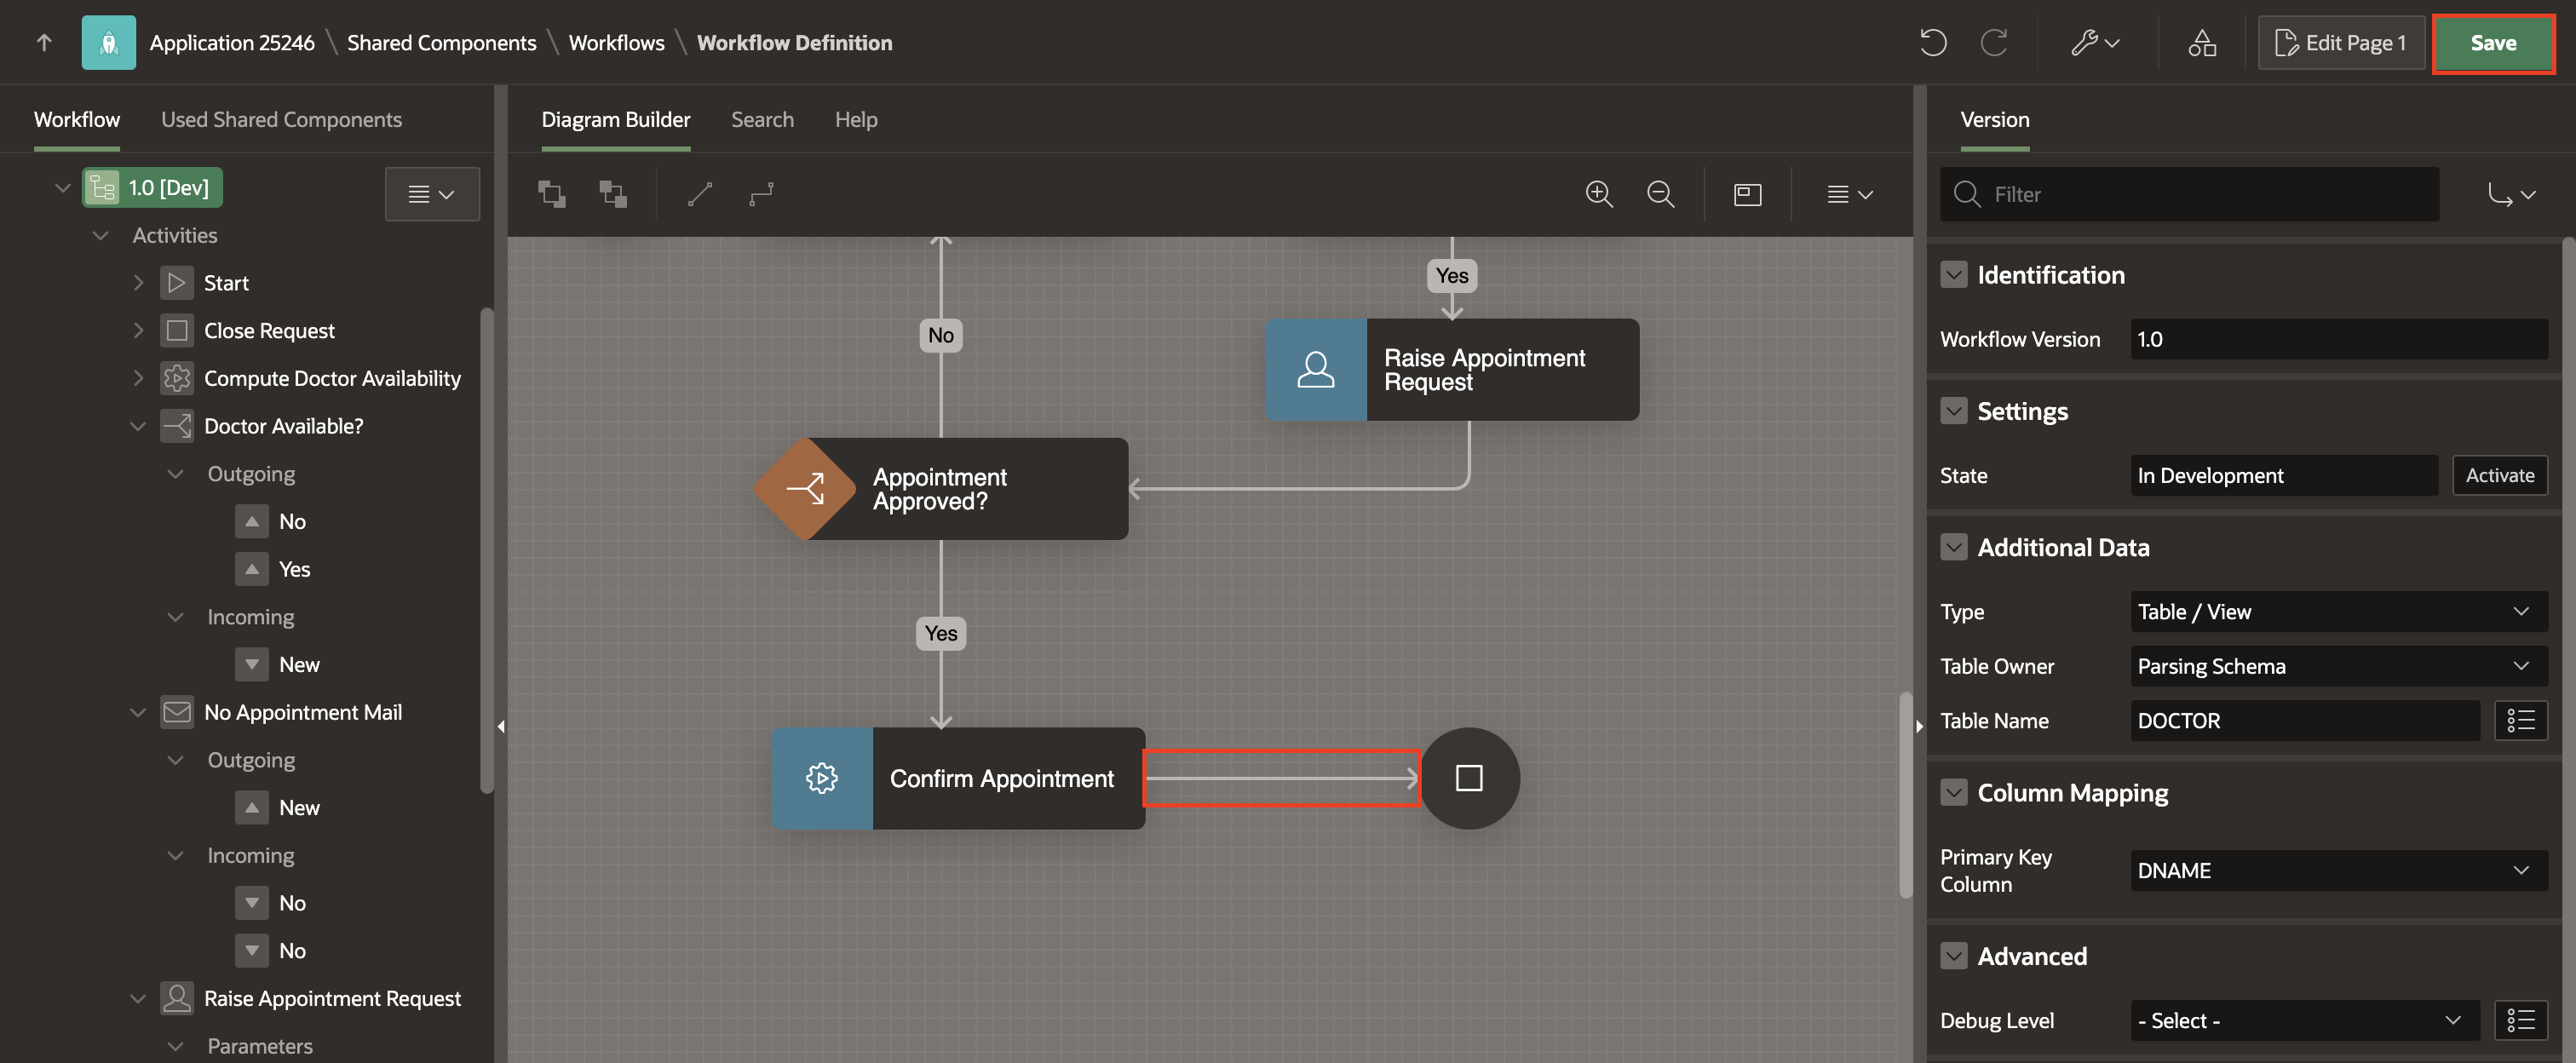 Application 25246 \ Shared Components \ Workflows \ Workflow Definition
Edit Page 1
Save
Workflow
Used Shared Components
1.0 [Dev]
Activities
Start
Close Request
Compute Doctor Availability
Doctor Available?
Outgoing
No
Yes
Incoming
New
No Appointment Mail
Outgoing
New
Incoming
No
No
Raise Appointment Request
Parameters
Diagram Builder
Search
Help
Yes
No
Raise Appointment
Request
Appointment
Approved?
Yes
Confirm Appointment
Version
Filter
Identification
Workflow Version
1.0
Settings
State
In Development
Activate
Additional Data
Type
Table / View
Table Owner
Parsing Schema
Table Name
DOCTOR
Column Mapping
Primary Key
Column
DNAME
Advanced
Debug Level
- Select -